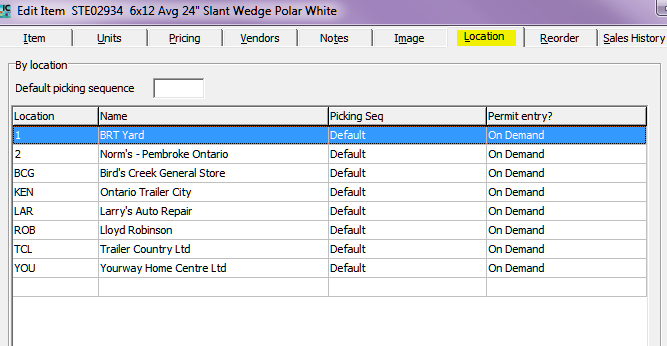 IC Edit Item STE02934 6x12 Avg 24" Slant Wedge Polar White
Item Units Pricing Vendors Notes Image Location Reorder Sales History
By location
Default picking sequence
Location Name Picking Seq Permit entry?
1 BRT Yard Default On Demand
2 Norm's - Pembroke Ontario Default On Demand
BCG Bird's Creek General Store Default On Demand
KEN Ontario Trailer City Default On Demand
LAR Larry's Auto Repair Default On Demand
ROB Lloyd Robinson Default On Demand
TCL Trailer Country Ltd Default On Demand
YOU Yourway Home Centre Ltd Default On Demand